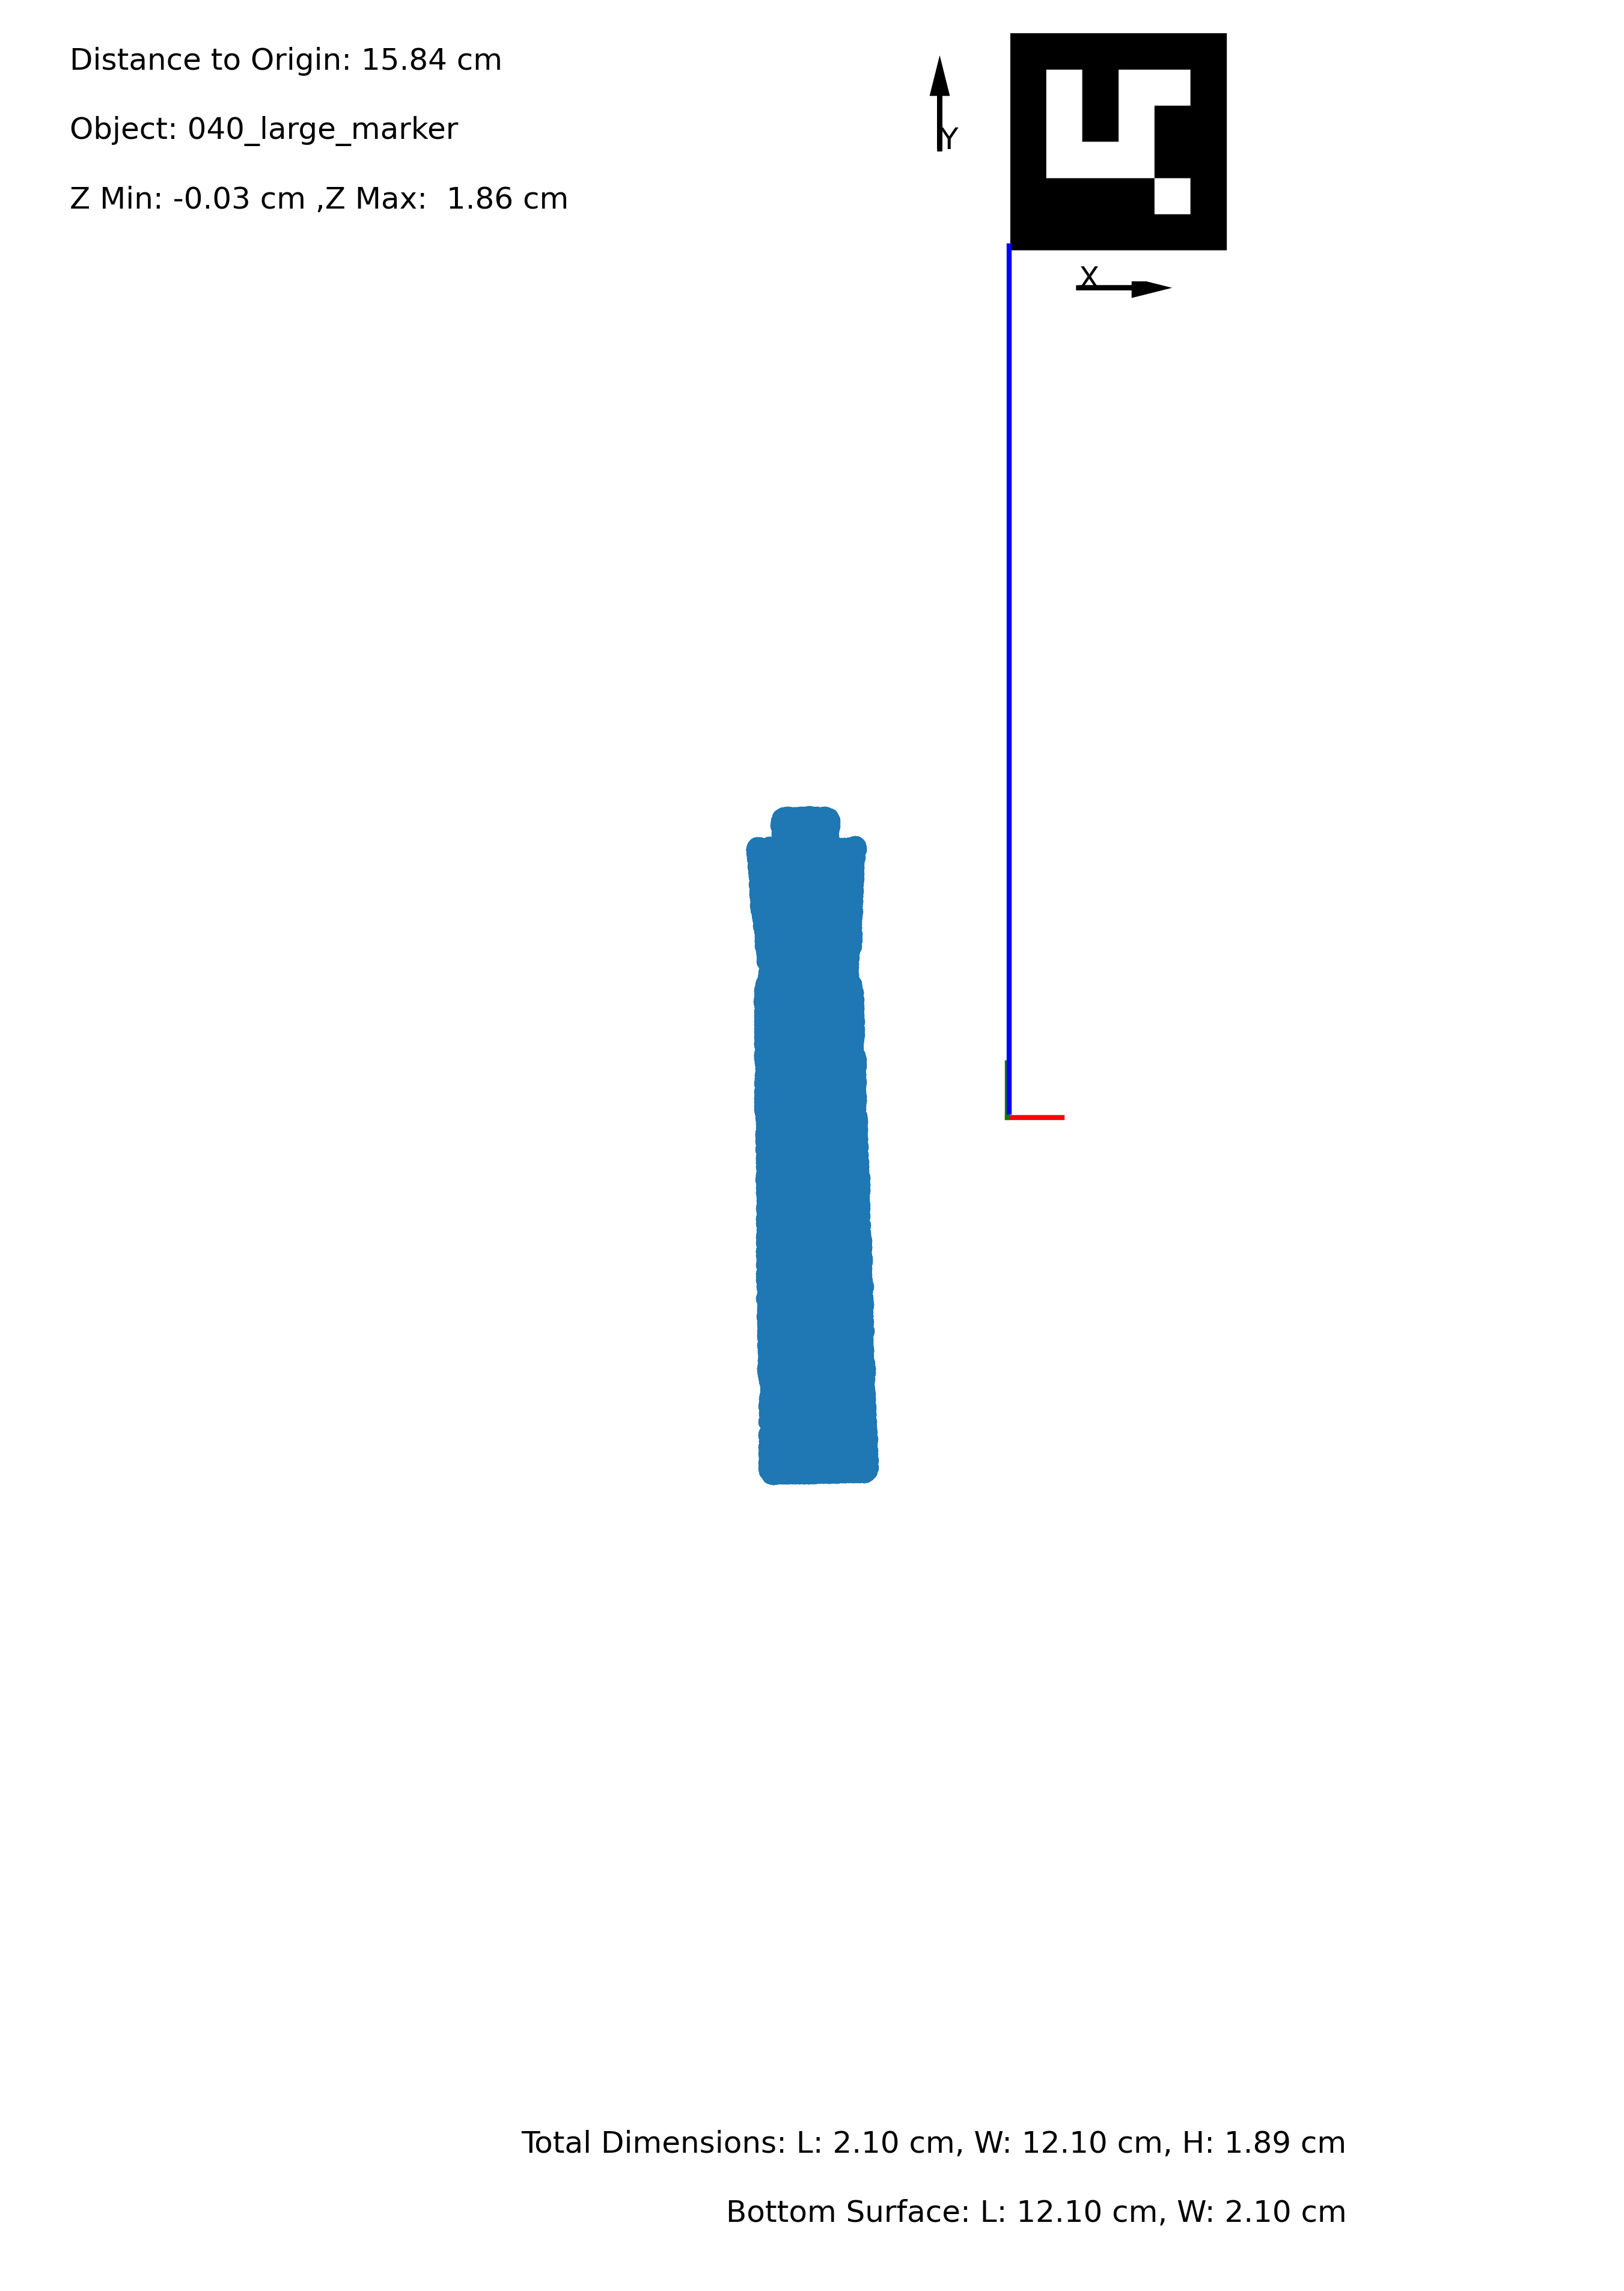 Distance to Origin: 15.84 cm
Object: 040_large_marker
Z Min: -0.03 cm ,Z Max:  1.86 cm
Y
X
Total Dimensions: L: 2.10 cm, W: 12.10 cm, H: 1.89 cm
Bottom Surface: L: 12.10 cm, W: 2.10 cm